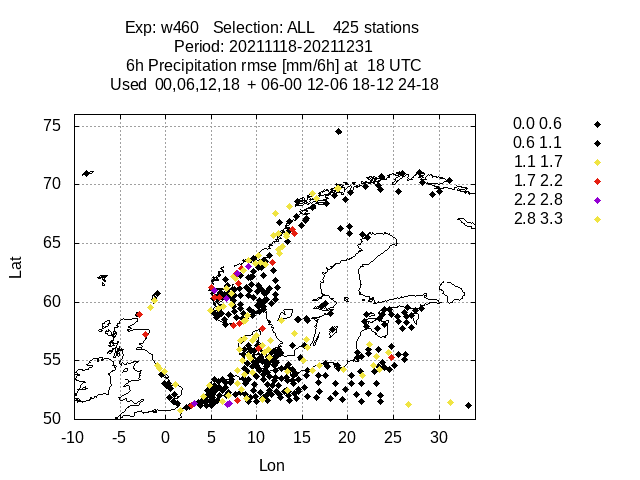 Exp: w460 Selection: ALL 425 stations
Period: 20211118-20211231
6h Precipitation rmse [mm/6h] at 18 UTC
Used 00,06,12,18 + 06-00 12-06 18-12 24-18
75
70
65
60
55
50
Lat
-10 -5 0 5 10 15 20 25 30
Lon
0.0 0.6
0.6 1.1
1.1 1.7
1.7 2.2
2.2 2.8
2.8 3.3